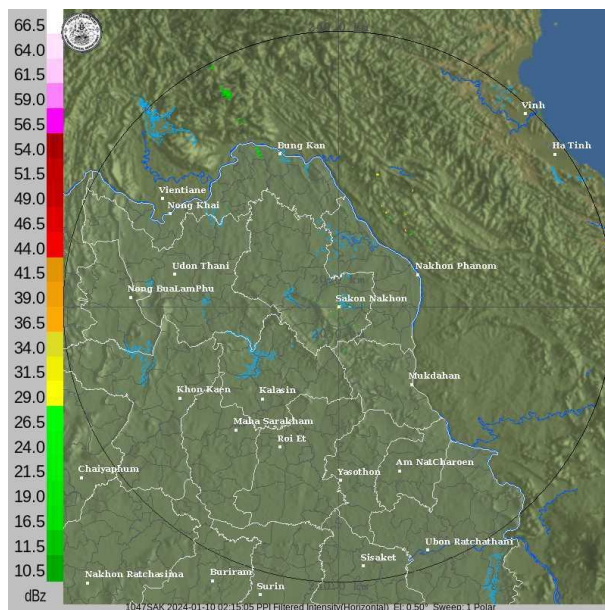 66.5
64.0
61.5
59.0
56.5
54.0
51.5
49.0
46.5
44.0
41.5
39.0
36.5
34.0
31.5
29.0
26.5
24.0
21.5
19.0
16.5
14.0
11.5
10.5
dBz
Vinh
Ha Tinh
Bung Kan
Vientiane
Nong Khai
Udon Thani
Nakhon Phanom
Nong BuaLamPhu
Sakon Nakhon
Mukdahan
Khon Kaen
Kalasin
Maha Sarakham
Roi Et
Chaiyaphum
Yasothon
Am NatCharoen
Ubon Ratchathani
Sisaket
Nakhon Ratchasima
Buriram
Surin
1047SAK 2024-01-10 02:15:05 PPI Filtered Intensity(Horizontal) El: 0.50° Sweep: 1 Polar